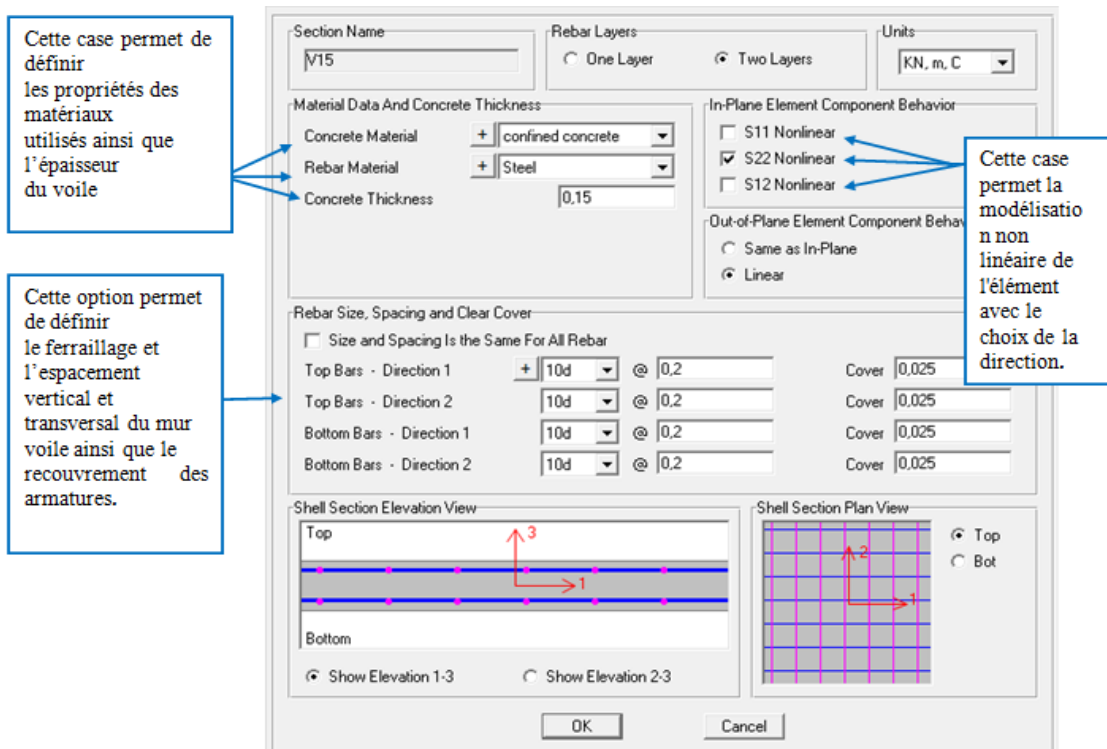 Cette case permet de
définir
les propriétés des
matériaux
utilisés ainsi que
l'épaisseur
du voile
Cette option permet
de définir
le ferraillage et
l'espacement
vertical et
transversal du mur
voile ainsi que le
recouvrement des
armatures.
Section Name
V15
Rebar Layers
One Layer
Two Layers
Units
KN, m, C
Material Data And Concrete Thickness
Concrete Material + confined concrete
Rebar Material + Steel
Concrete Thickness 0,15
In-Plane Element Component Behavior
S11 Nonlinear
S22 Nonlinear
S12 Nonlinear
Out-of-Plane Element Component Behav
Same as In-Plane
Linear
Cette case
permet la
modélisatio
n non
linéaire de
l'élément
avec le
choix de la
direction.
Rebar Size, Spacing and Clear Cover
Size and Spacing Is the Same For All Rebar
Top Bars - Direction 1 + 10d @ 0,2 Cover 0,025
Top Bars - Direction 2 10d @ 0,2 Cover 0,025
Bottom Bars - Direction 1 10d @ 0,2 Cover 0,025
Bottom Bars - Direction 2 10d @ 0,2 Cover 0,025
Shell Section Elevation View
Top
3
1
Bottom
Show Elevation 1-3
Show Elevation 2-3
Shell Section Plan View
2
1
Top
Bot
OK
Cancel